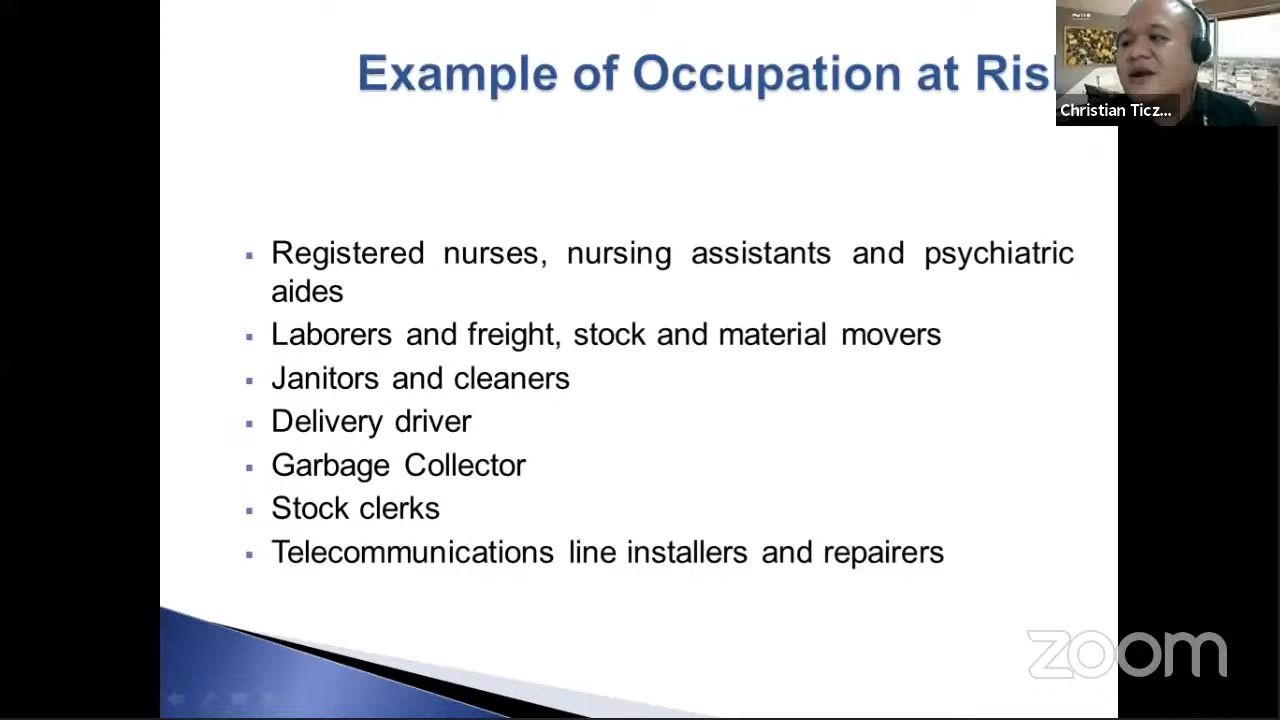 Example of Occupation at Ris
Christian Ticz...
Registered nurses, nursing assistants and psychiatric
aides
Laborers and freight, stock and material movers
Janitors and cleaners
Delivery driver
Garbage Collector
Stock clerks
Telecommunications line installers and repairers
zoom